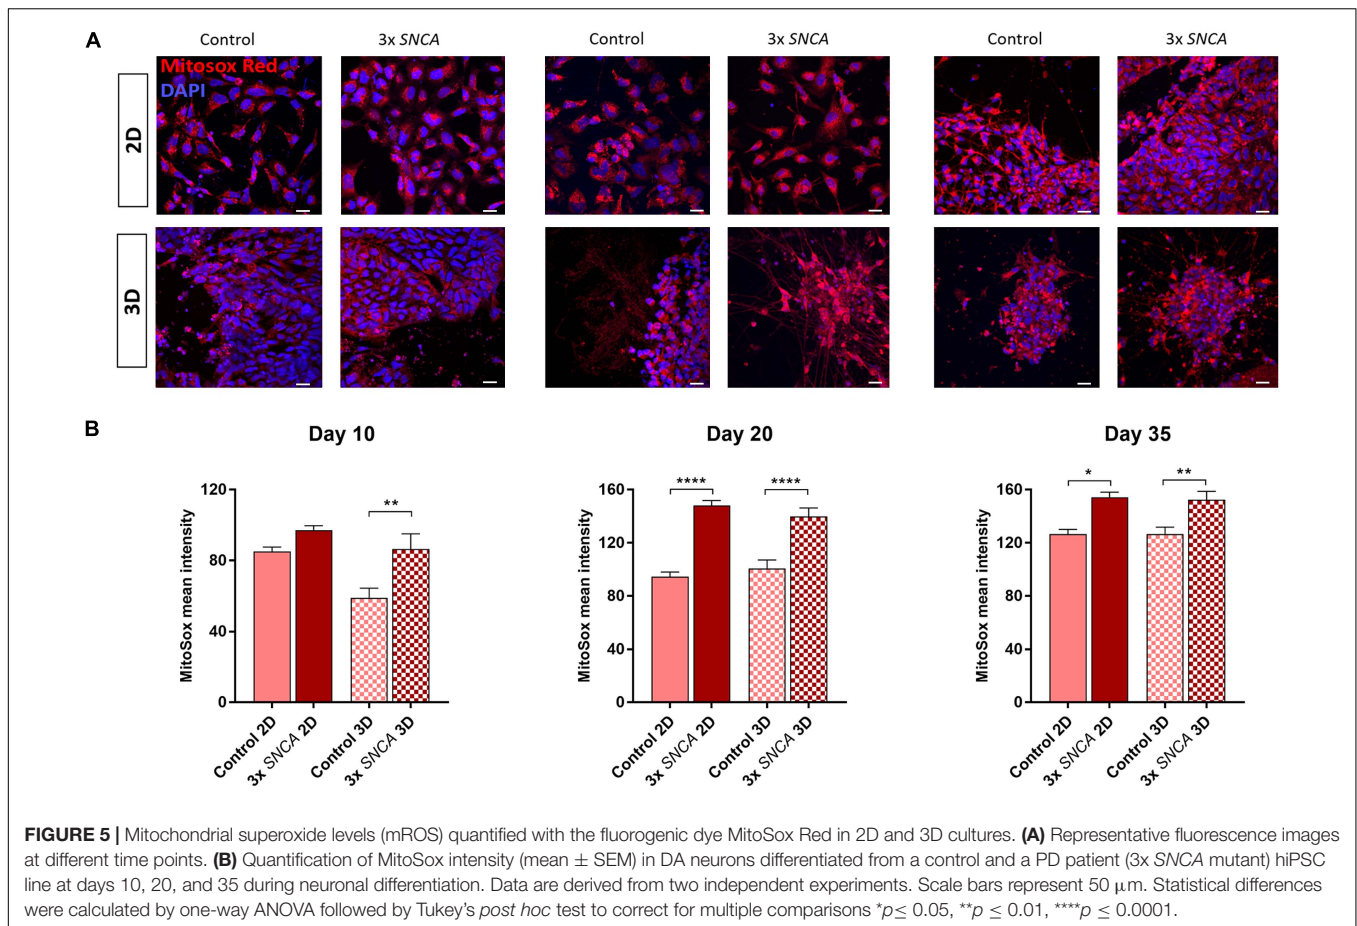 A
Control
3x SNCA
Control
3x SNCA
Control
3x SNCA
2D
Mitosox Red
DAPI
3D
B
Day 10
Day 20
Day 35
MitoSox mean intensity
120
80
40
0
**
Control 2D
3x SNCA 2D
Control 3D
3x SNCA 3D
MitoSox mean intensity
160
120
80
40
0
****
****
Control 2D
3x SNCA 2D
Control 3D
3x SNCA 3D
MitoSox mean intensity
160
120
80
40
0
*
**
Control 2D
3x SNCA 2D
Control 3D
3x SNCA 3D
FIGURE 5 | Mitochondrial superoxide levels (mROS) quantified with the fluorogenic dye MitoSox Red in 2D and 3D cultures. (A) Representative fluorescence images
at different time points. (B) Quantification of MitoSox intensity (mean ± SEM) in DA neurons differentiated from a control and a PD patient (3x SNCA mutant) hiPSC
line at days 10, 20, and 35 during neuronal differentiation. Data are derived from two independent experiments. Scale bars represent 50 μm. Statistical differences
were calculated by one-way ANOVA followed by Tukey's post hoc test to correct for multiple comparisons *p≤ 0.05, **p ≤ 0.01, ****p ≤ 0.0001.